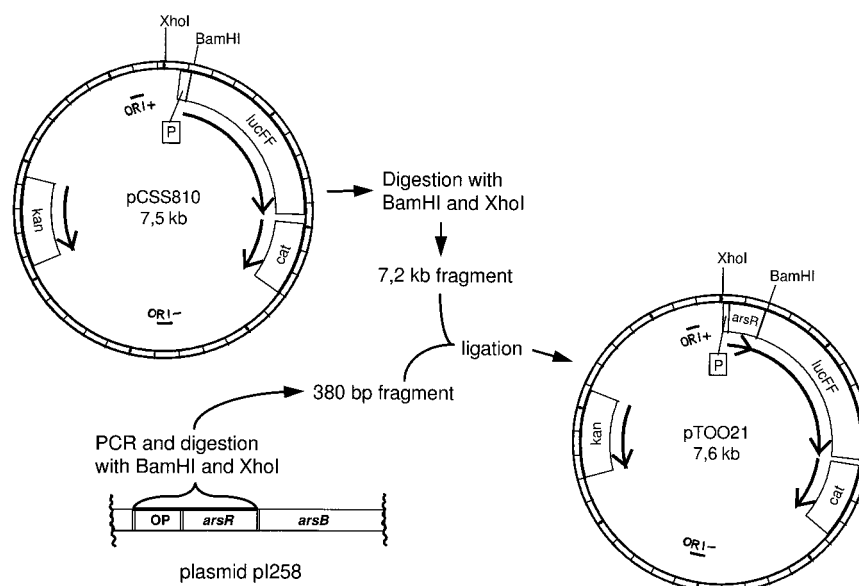 XhoI
BamHI
ORI+
P
lucFF
kan
pCSS810
7,5 kb
cat
ORI-
Digestion with
BamHI and XhoI
7,2 kb fragment
ligation
380 bp fragment
PCR and digestion
with BamHI and XhoI
OP
arsR
arsB
plasmid pI258
XhoI
BamHI
ORI+
arsR
P
lucFF
kan
pTOO21
7,6 kb
cat
ORI-